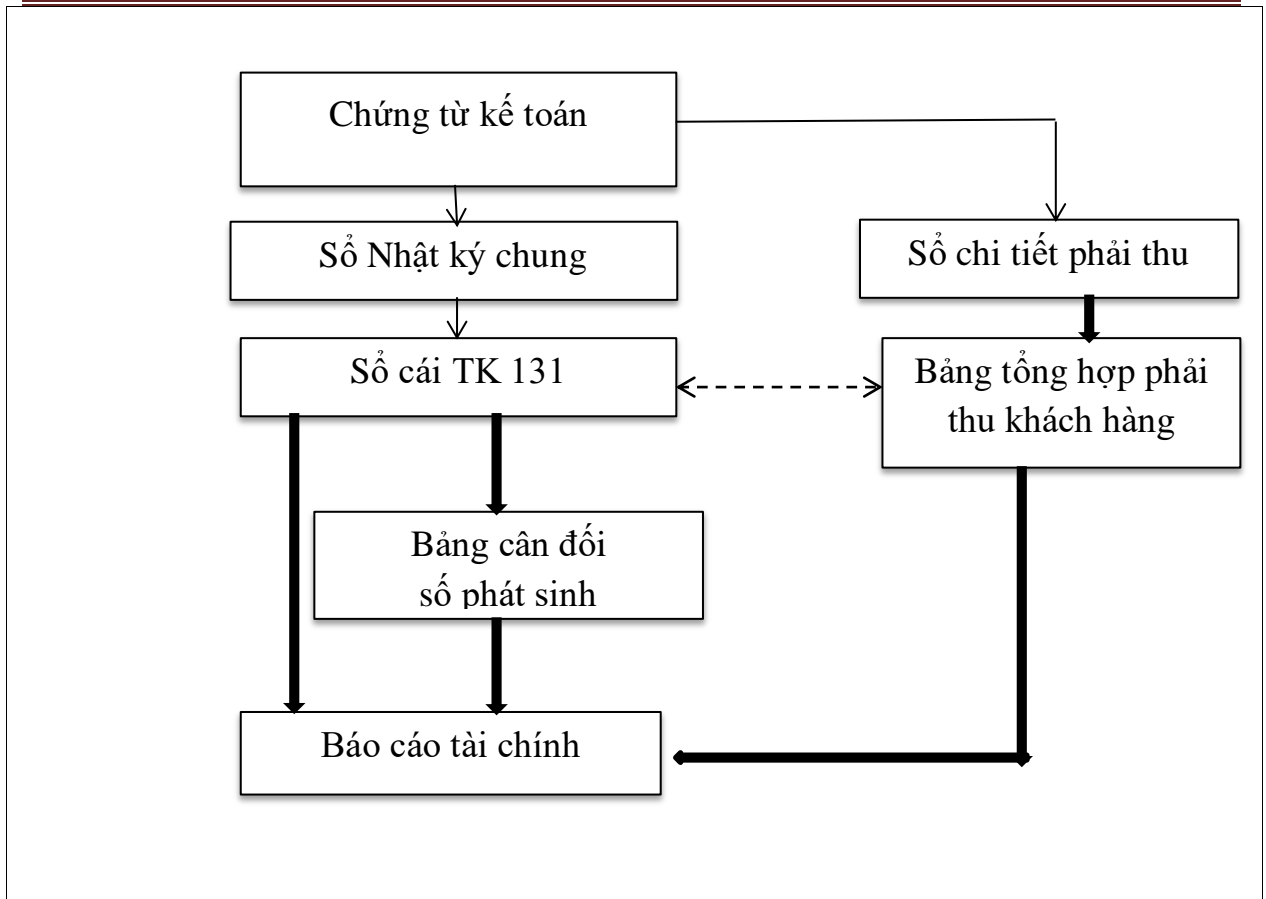 Chứng từ kế toán
Sổ Nhật ký chung
Sổ chi tiết phải thu
Sổ cái TK 131
Bảng tổng hợp phải
thu khách hàng
Bảng cân đối
số phát sinh
Báo cáo tài chính